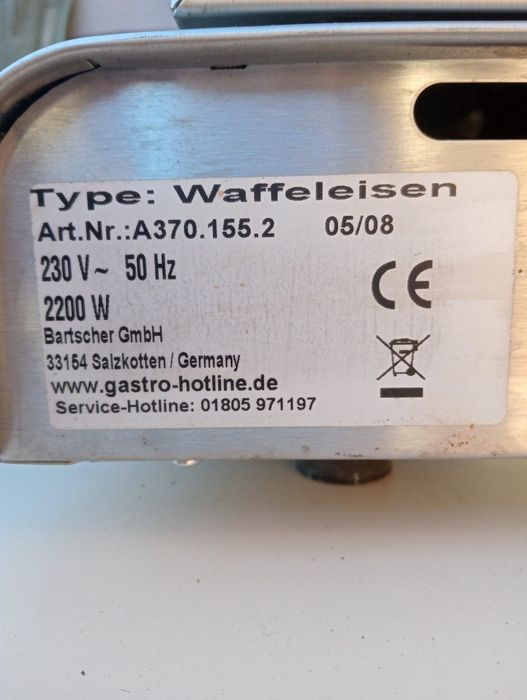 Type: Waffeleisen
Art.Nr.:A370.155.2 05/08
230 V~ 50 Hz
2200 W
CE
Bartscher GmbH
33154 Salzkotten / Germany
www.gastro-hotline.de
Service-Hotline: 01805 971197